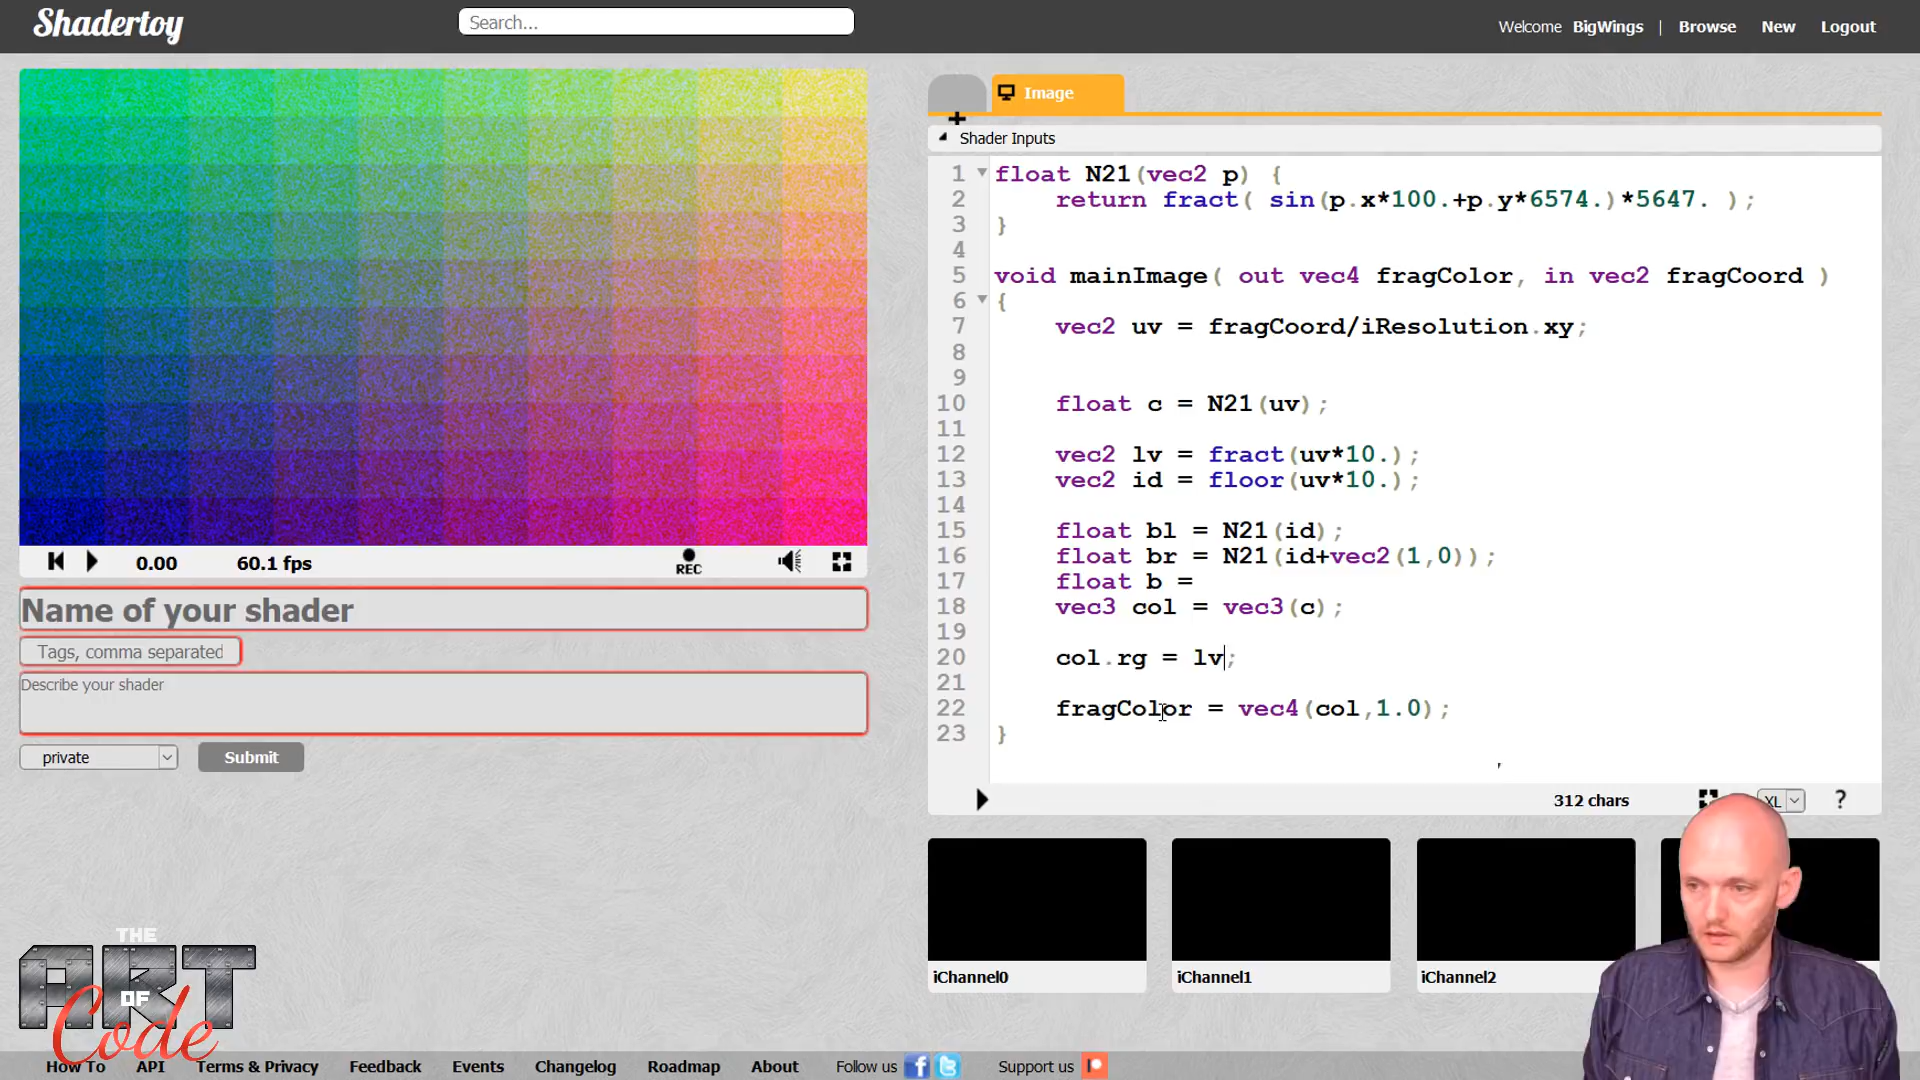 Shadertoy
Search...
Welcome BigWings | Browse New Logout
Image
Shader Inputs
1 float N21(vec2 p) {
2 return fract( sin(p.x*100.+p.y*6574.)*5647. );
3 }
4
5 void mainImage( out vec4 fragColor, in vec2 fragCoord )
6 {
7 vec2 uv = fragCoord/iResolution.xy;
8
9
10 float c = N21(uv);
11
12 vec2 lv = fract(uv*10.);
13 vec2 id = floor(uv*10.);
14
15 float bl = N21(id);
16 float br = N21(id+vec2(1,0));
17 float b =
18 vec3 col = vec3(c);
19
20 col.rg = lv;
21
22 fragColor = vec4(col,1.0);
23 }
0.00 60.1 fps REC
Name of your shader
Tags, comma separated
Describe your shader
private Submit
312 chars XL ?
iChannel0 iChannel1 iChannel2
THE
ART
OF
Code
How To API Terms & Privacy Feedback Events Changelog Roadmap About Follow us Support us